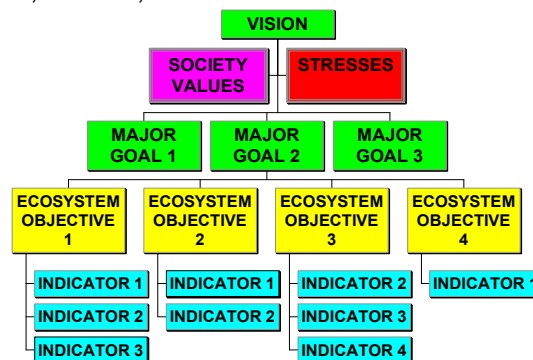 VISION
SOCIETY
VALUES
STRESSES
MAJOR
GOAL 1
MAJOR
GOAL 2
MAJOR
GOAL 3
ECOSYSTEM
OBJECTIVE
1
ECOSYSTEM
OBJECTIVE
2
ECOSYSTEM
OBJECTIVE
3
ECOSYSTEM
OBJECTIVE
4
INDICATOR 1
INDICATOR 2
INDICATOR 3
INDICATOR 1
INDICATOR 2
INDICATOR 2
INDICATOR 3
INDICATOR 4
INDICATOR 1